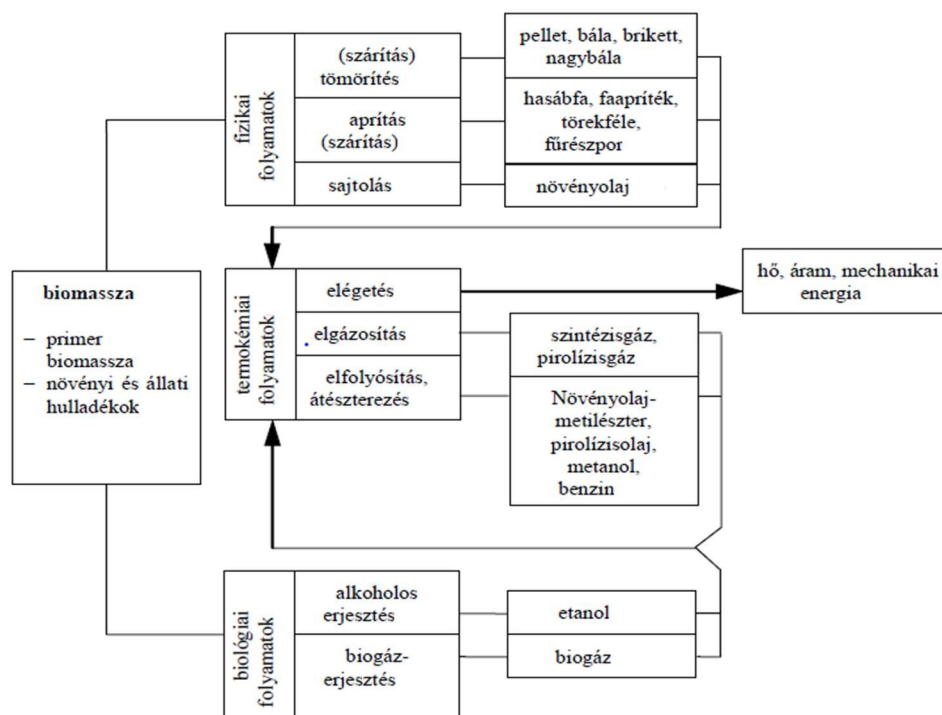 fizikai
folyamatok
(szárítás)
tömörítés
aprítás
(szárítás)
sajtolás
pellet, bála, brikett,
nagybála
hasábfa, faapríték,
törekféle,
fűrészpor
növényolaj
biomassza
– primer
biomassza
– növényi és állati
hulladékok
termokémiai
folyamatok
elégetés
elgázosítás
elfolyósítás,
átészterezés
hő, áram, mechanikai
energia
szintézisgáz,
pirolízisgáz
Növényolaj-
metilészter,
pirolízisolaj,
metanol,
benzin
biológiai
folyamatok
alkoholos
erjesztés
biogáz-
erjesztés
etanol
biogáz